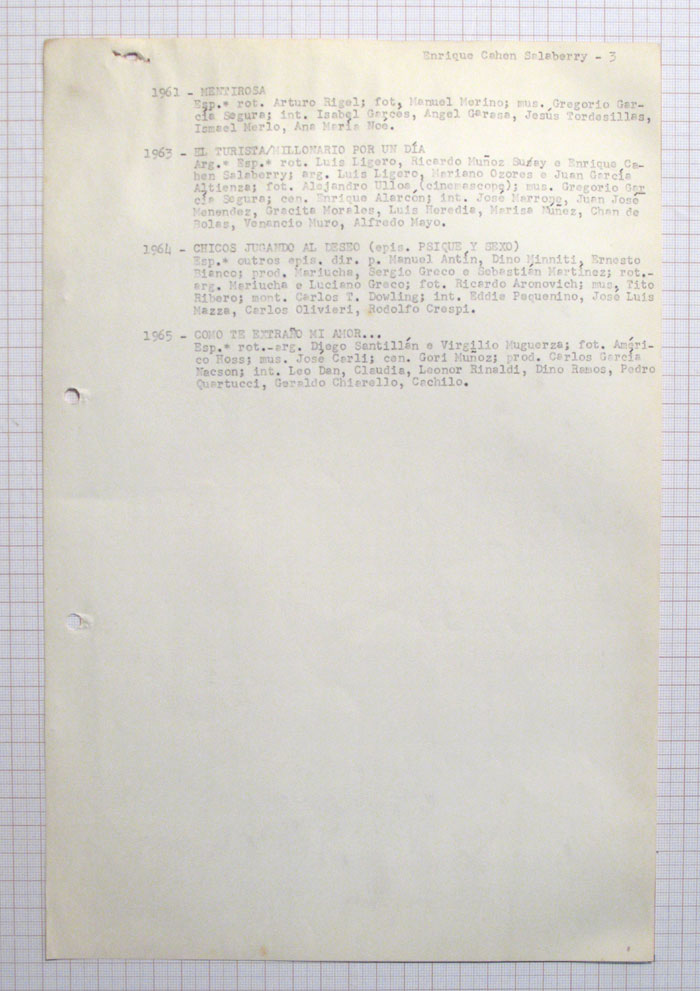 Enrique Cahen Salaberry - 3
1961 - MENTIROSA
Esp.* rot. Arturo Rigel; fot, Manuel Merino; mus. Gregorio Gar-
cía Segura; int. Isabel Garcés, Angel Garasa, Jesús Tordesillas,
Ismael Merlo, Ana María Noe.
1963 - EL TURISTA/MILLONARIO POR UN DÍA
Arg.* Esp.* rot. Luis Ligero, Ricardo Muñoz Suáay e Enrique Ca-
hen Salaberry; arg. Luis Ligero, Mariano Ozores e Juan García
Altienza; fot. Alejandro Ulloa (cinemascope); mus. Gregorio Gar
cía Segura; cen. Enrique Alarcón; int. José Marrone, Juan José
Menendez, Gracita Morales, Luis Heredia, Marisa Núñez, Chan de
Bolas, Venancio Muro, Alfredo Mayo.
1964 - CHICOS JUGANDO AL DESEO (epis. PSIQUE Y SEXO)
Esp.* outros epis. dir. p. Manuel Antín, Dino Minniti, Ernesto
Bianco; prod. Mariucha, Sergio Greco e Sebastián Martínez; rot.-
arg. Mariucha e Luciano Greco; fot. Ricardo Aronovich; mus, Tito
Ribero; mont. Carlos T. Dowling; int. Eddie Pequenino, José Luis
Mazza, Carlos Olivieri, Rodolfo Crespi.
1965 - COMO TE EXTRAÑO MI AMOR...
Esp.* rot.-arg. Diego Santillán e Virgilio Muguerza; fot. Améri-
co Hoss; mus. José Carli; cen. Gori Muñoz; prod. Carlos García
Nacson; int. Leo Dan, Claudia, Leonor Rinaldi, Dino Ramos, Pedro
Quartucci, Geraldo Chiarello, Cachilo.